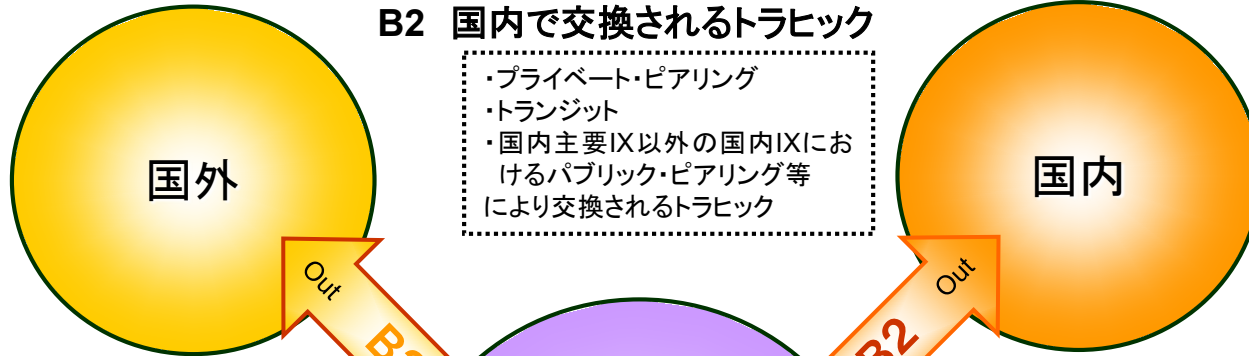 B2 国内で交換されるトラヒック
・プライベート・ピアリング
・トランジット
・国内主要IX以外の国内IXにお
けるパブリック・ピアリング等
により交換されるトラヒック
国外
国内
Out
Out
B2